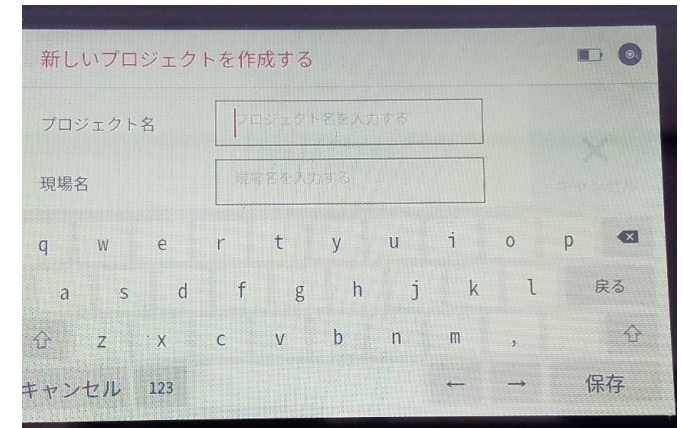 新しいプロジェクトを作成する
プロジェクト名
プロジェクト名を入力する
現場名
現場名を入力する
キャンセル
q w e r t y u i o p
a s d f g h j k l 戻る
z x c v b n m ,
キャンセル 123 ← → 保存